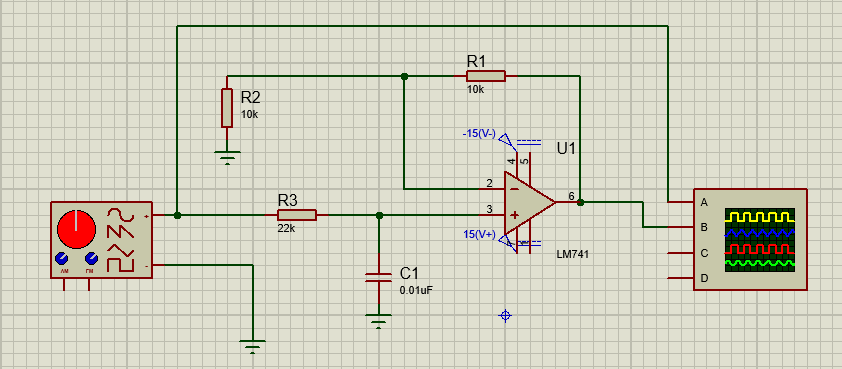 R1
10k
R2
10k
-15(V-)
U1
4
5
2
6
3
15(V+)
LM741
R3
22k
+
-
AM
FM
C1
0.01uF
A
B
C
D